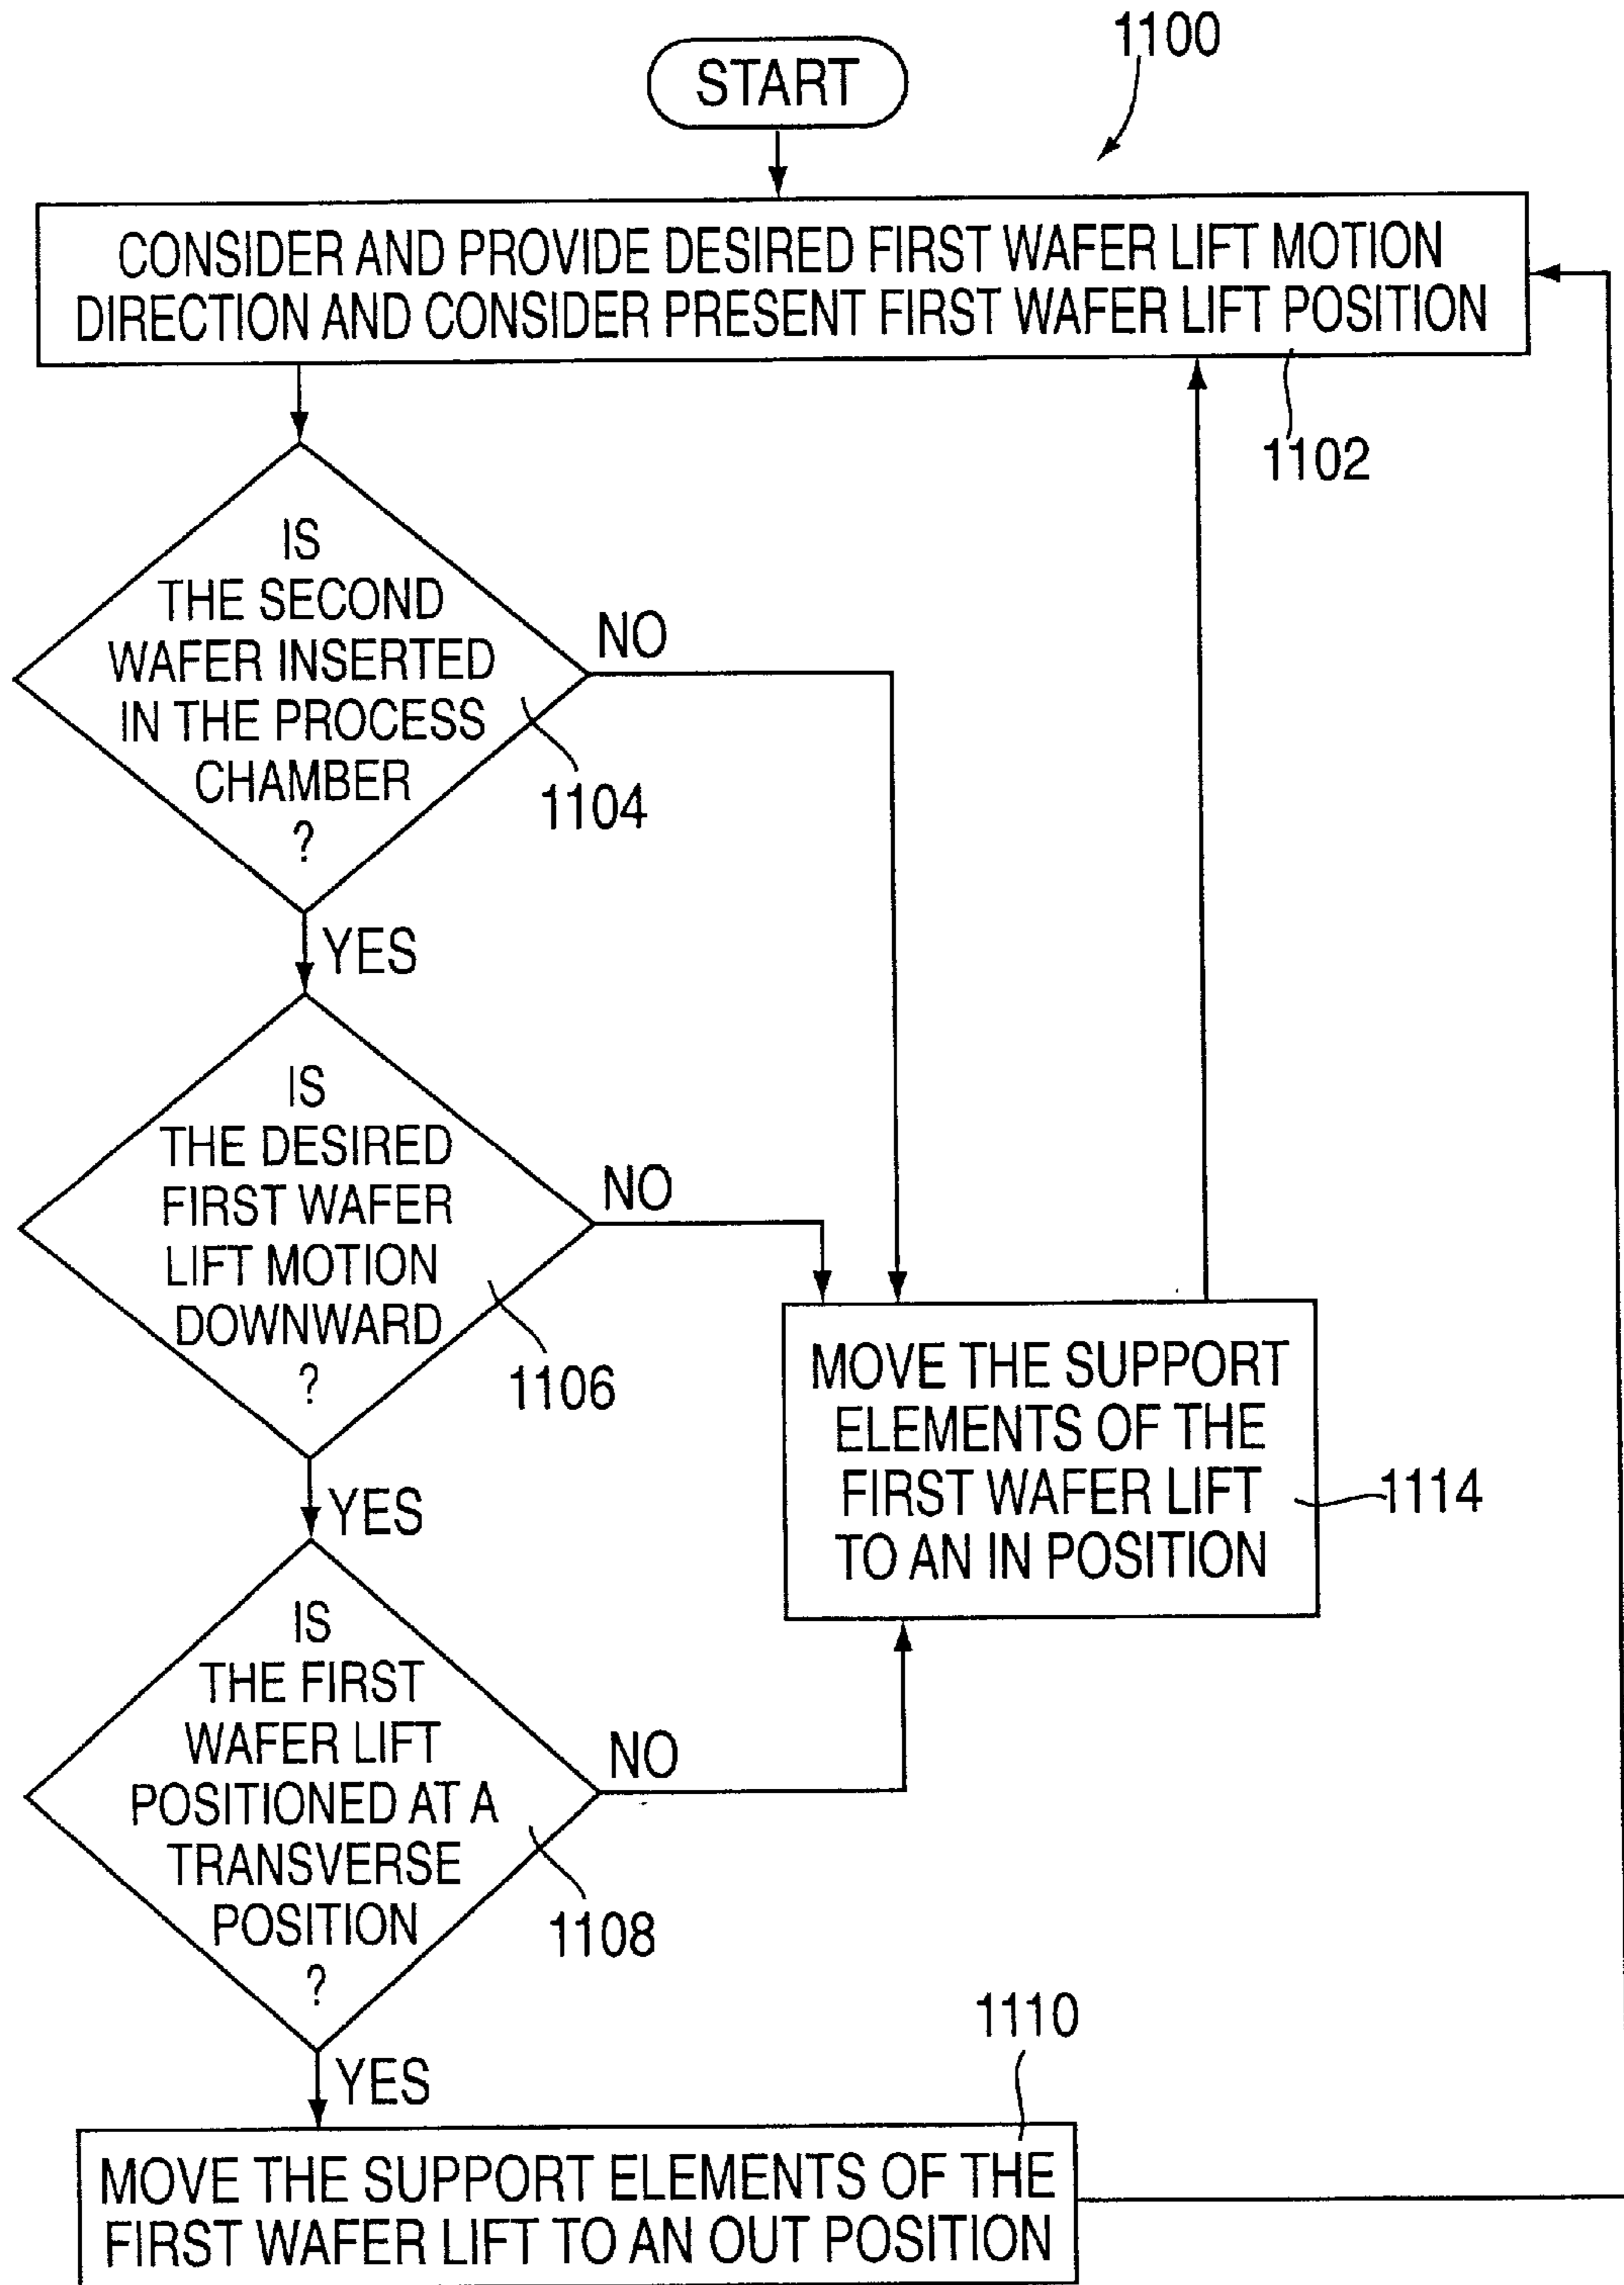 1100
START
CONSIDER AND PROVIDE DESIRED FIRST WAFER LIFT MOTION
DIRECTION AND CONSIDER PRESENT FIRST WAFER LIFT POSITION
1102
IS
THE SECOND
WAFER INSERTED
IN THE PROCESS
CHAMBER
?
NO
1104
YES
IS
THE DESIRED
FIRST WAFER
LIFT MOTION
DOWNWARD
?
NO
1106
YES
MOVE THE SUPPORT
ELEMENTS OF THE
FIRST WAFER LIFT
TO AN IN POSITION
1114
IS
THE FIRST
WAFER LIFT
POSITIONED AT A
TRANSVERSE
POSITION
?
NO
1108
YES
1110
MOVE THE SUPPORT ELEMENTS OF THE
FIRST WAFER LIFT TO AN OUT POSITION